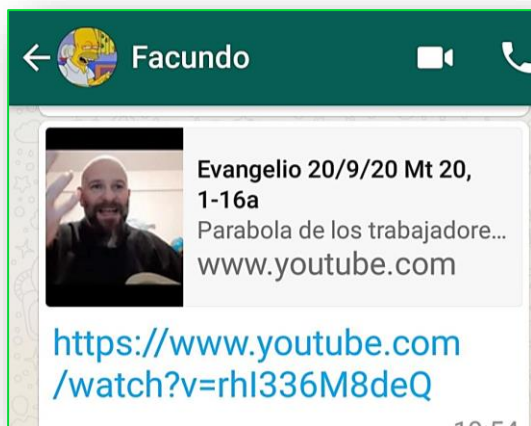 Facundo
Evangelio 20/9/20 Mt 20,
1-16a
Parabola de los trabajadore...
www.youtube.com
https://www.youtube.com
/watch?v=rhI336M8deQ